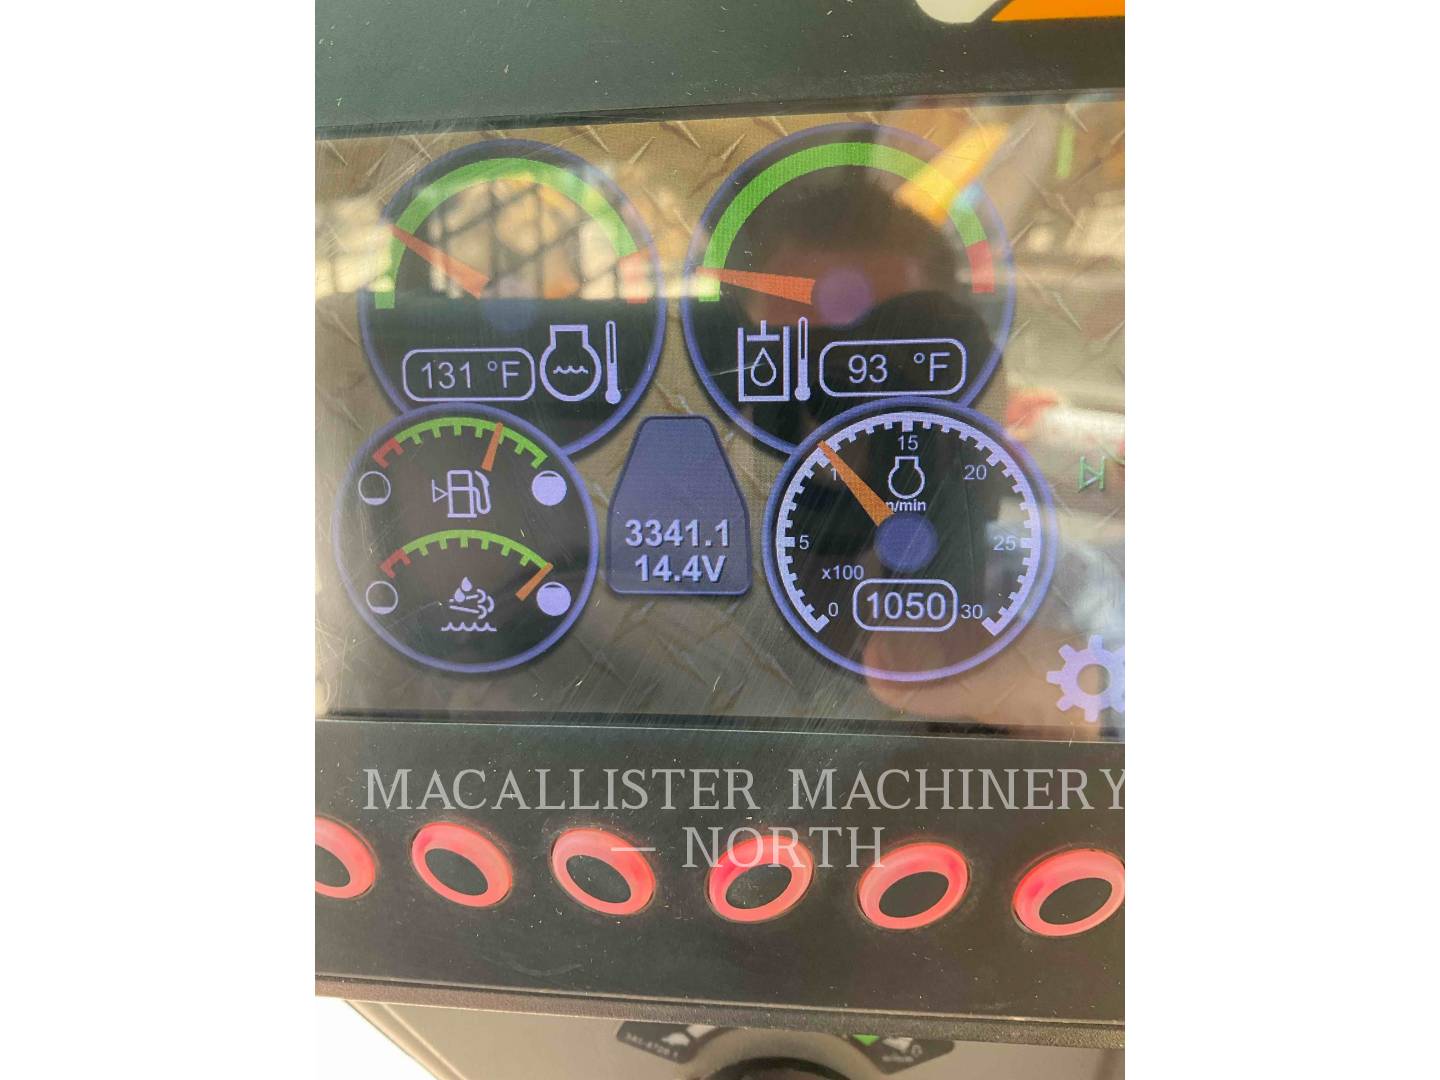 131 °F
93 °F
15
20
n/min
3341.1
14.4V
5
25
x100
0
1050
30
MACALLISTER MACHINERY
— NORTH